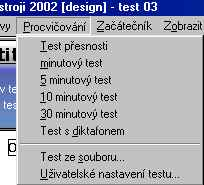 stroji 2002 [design] - test 03
vy Procvičování Začátečník Zobrazit
Test přesnosti
minutový test
5 minutový test
10 minutový test
30 minutový test
Test s diktafonem
Test ze souboru...
Uživatelské nastavení testu...